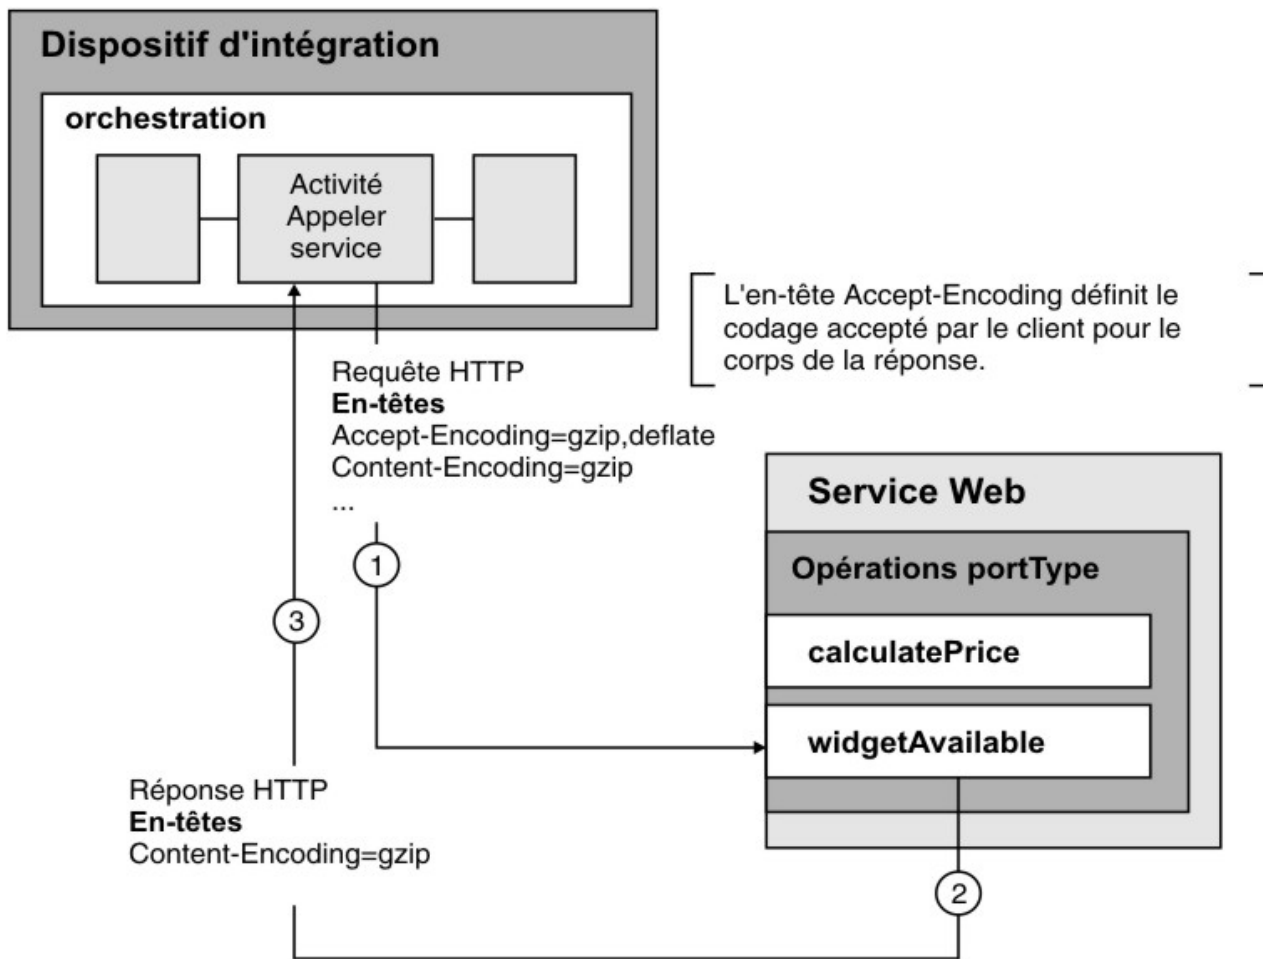 Dispositif d'intégration
orchestration
Activité
Appeler
service
L'en-tête Accept-Encoding définit le
codage accepté par le client pour le
corps de la réponse.
Requête HTTP
En-têtes
Accept-Encoding=gzip,deflate
Content-Encoding=gzip
...
1
Service Web
Opérations portType
calculatePrice
widgetAvailable
3
Réponse HTTP
En-têtes
Content-Encoding=gzip
2